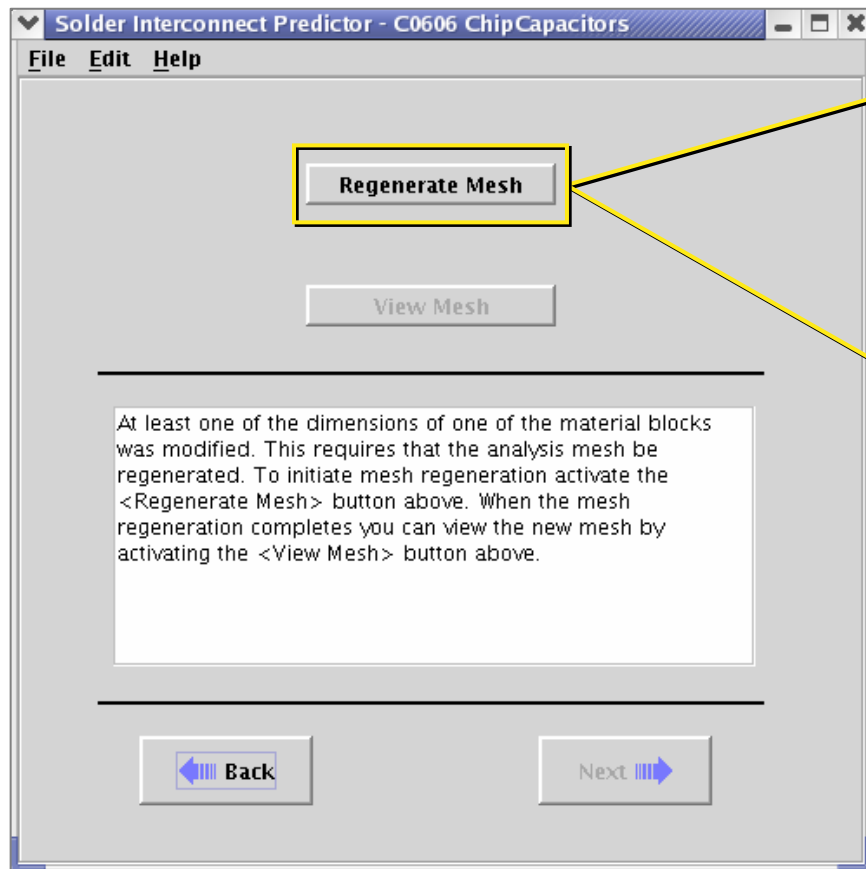 Solder Interconnect Predictor - C0606 ChipCapacitors
File Edit Help
Regenerate Mesh
View Mesh
At least one of the dimensions of one of the material blocks
was modified. This requires that the analysis mesh be
regenerated. To initiate mesh regeneration activate the
<Regenerate Mesh> button above. When the mesh
regeneration completes you can view the new mesh by
activating the <View Mesh> button above.
Back Next